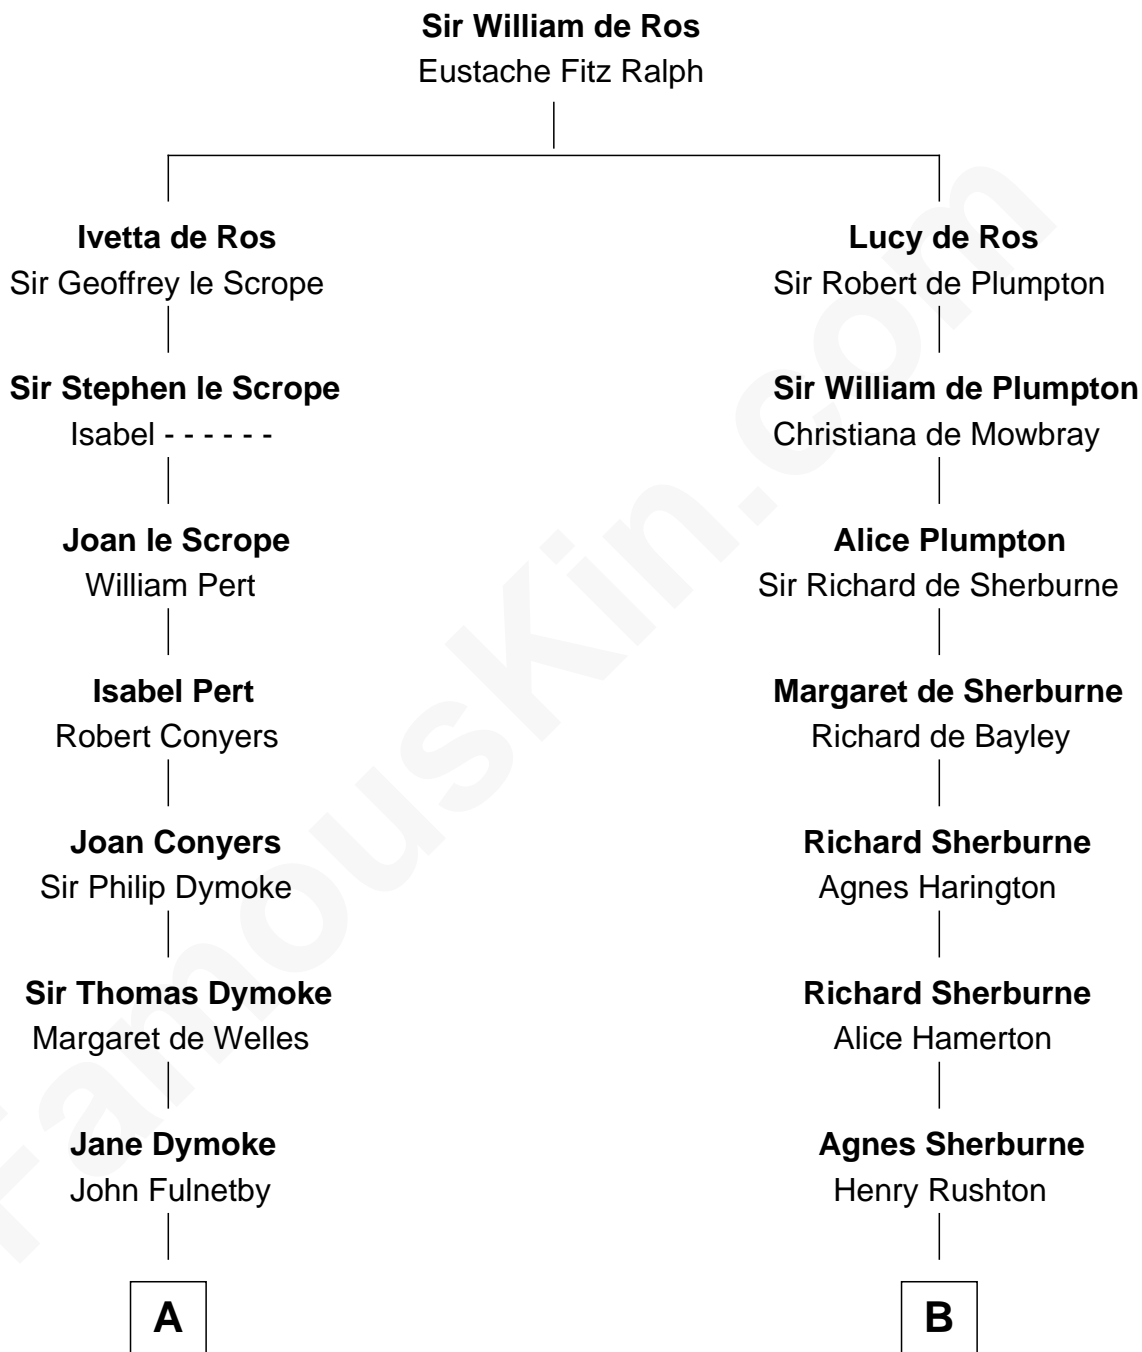 Sir William de Ros
Eustache Fitz Ralph
Ivetta de Ros
Sir Geoffrey le Scrope
Lucy de Ros
Sir Robert de Plumpton
Sir Stephen le Scrope
Isabel - - - - - -
Sir William de Plumpton
Christiana de Mowbray
Joan le Scrope
William Pert
Alice Plumpton
Sir Richard de Sherburne
Isabel Pert
Robert Conyers
Margaret de Sherburne
Richard de Bayley
Joan Conyers
Sir Philip Dymoke
Richard Sherburne
Agnes Harington
Sir Thomas Dymoke
Margaret de Welles
Richard Sherburne
Alice Hamerton
Jane Dymoke
John Fulnetby
Agnes Sherburne
Henry Rushton
A
B
FamousKin.com